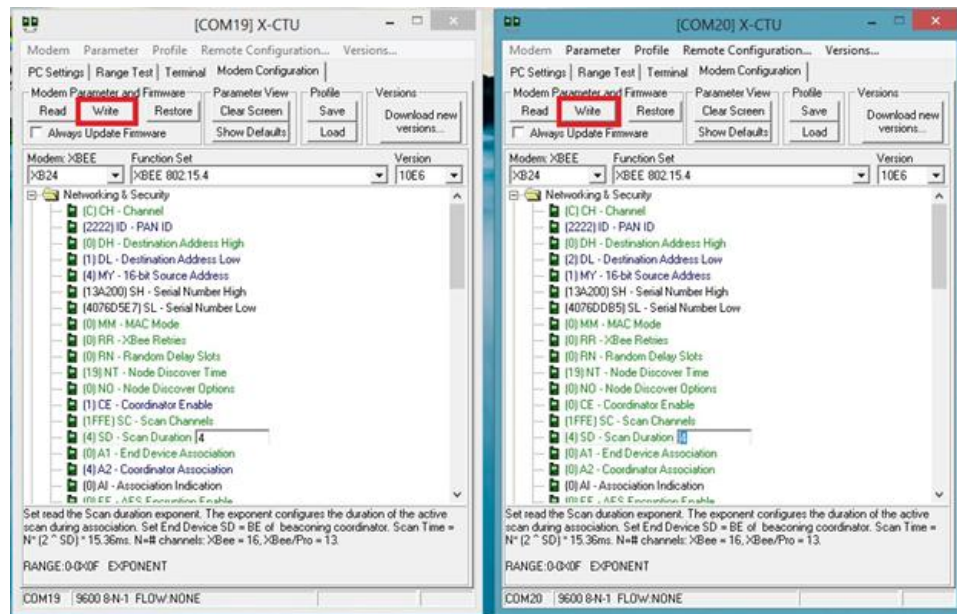 [COM19] X-CTU
Modem Parameter Profile Remote Configuration... Versions...
PC Settings Range Test Terminal Modem Configuration
Modem Parameter and Firmware Parameter View Profile Versions
Read Write Restore Clear Screen Save Download new versions...
Always Update Firmware Show Defaults Load
Modem: XBEE Function Set Version
XB24 XBEE 802.15.4 10E6
Networking & Security
(C) CH - Channel
(2222) ID - PAN ID
(0) DH - Destination Address High
(1) DL - Destination Address Low
(4) MY - 16-bit Source Address
(13A200) SH - Serial Number High
(4076D5E7) SL - Serial Number Low
(0) MM - MAC Mode
(0) RR - XBee Retries
(0) RN - Random Delay Slots
(19) NT - Node Discover Time
(0) NO - Node Discover Options
(1) CE - Coordinator Enable
(1FFE) SC - Scan Channels
(4) SD - Scan Duration 4
(0) A1 - End Device Association
(4) A2 - Coordinator Association
(0) AI - Association Indication
(0) EE - AES Encryption Enable
Set read the Scan duration exponent. The exponent configures the duration of the active
scan during association. Set End Device SD = BE of beaconing coordinator. Scan Time =
N* (2 ^ SD) * 15.36ms. N=# channels: XBee = 16, XBee/Pro = 13.
RANGE:0-0X0F EXPONENT
COM19 9600 8-N-1 FLOW:NONE
[COM20] X-CTU
Modem Parameter Profile Remote Configuration... Versions...
PC Settings Range Test Terminal Modem Configuration
Modem Parameter and Firmware Parameter View Profile Versions
Read Write Restore Clear Screen Save Download new versions...
Always Update Firmware Show Defaults Load
Modem: XBEE Function Set Version
XB24 XBEE 802.15.4 10E6
Networking & Security
(C) CH - Channel
(2222) ID - PAN ID
(0) DH - Destination Address High
(2) DL - Destination Address Low
(1) MY - 16-bit Source Address
(13A200) SH - Serial Number High
(4076DDB5) SL - Serial Number Low
(0) MM - MAC Mode
(0) RR - XBee Retries
(0) RN - Random Delay Slots
(19) NT - Node Discover Time
(0) NO - Node Discover Options
(0) CE - Coordinator Enable
(1FFE) SC - Scan Channels
(4) SD - Scan Duration 4
(0) A1 - End Device Association
(0) A2 - Coordinator Association
(0) AI - Association Indication
(0) EE - AES Encryption Enable
Set read the Scan duration exponent. The exponent configures the duration of the active
scan during association. Set End Device SD = BE of beaconing coordinator. Scan Time =
N* (2 ^ SD) * 15.36ms. N=# channels: XBee = 16, XBee/Pro = 13.
RANGE:0-0X0F EXPONENT
COM20 9600 8-N-1 FLOW:NONE